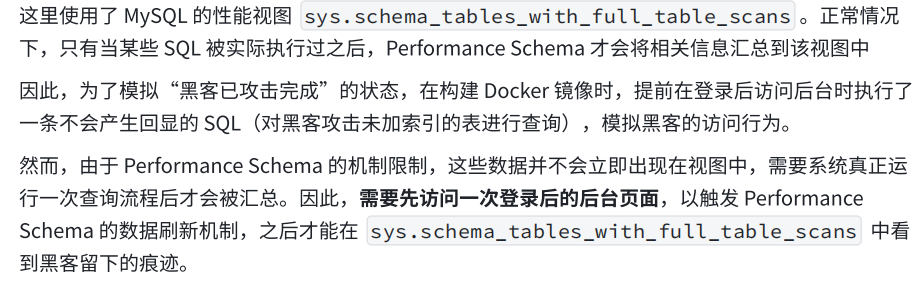 这里使用了 MySQL 的性能视图 sys.schema_tables_with_full_table_scans 。正常情况
下，只有当某些 SQL 被实际执行过之后，Performance Schema 才会将相关信息汇总到该视图中
因此，为了模拟“黑客已攻击完成”的状态，在构建 Docker 镜像时，提前在登录后访问后台时执行了
一条不会产生回显的 SQL（对黑客攻击未加索引的表进行查询），模拟黑客的访问行为。
然而，由于 Performance Schema 的机制限制，这些数据并不会立即出现在视图中，需要系统真正运
行一次查询流程后才会被汇总。因此，需要先访问一次登录后的后台页面，以触发 Performance
Schema 的数据刷新机制，之后才能在 sys.schema_tables_with_full_table_scans 中看
到黑客留下的痕迹。